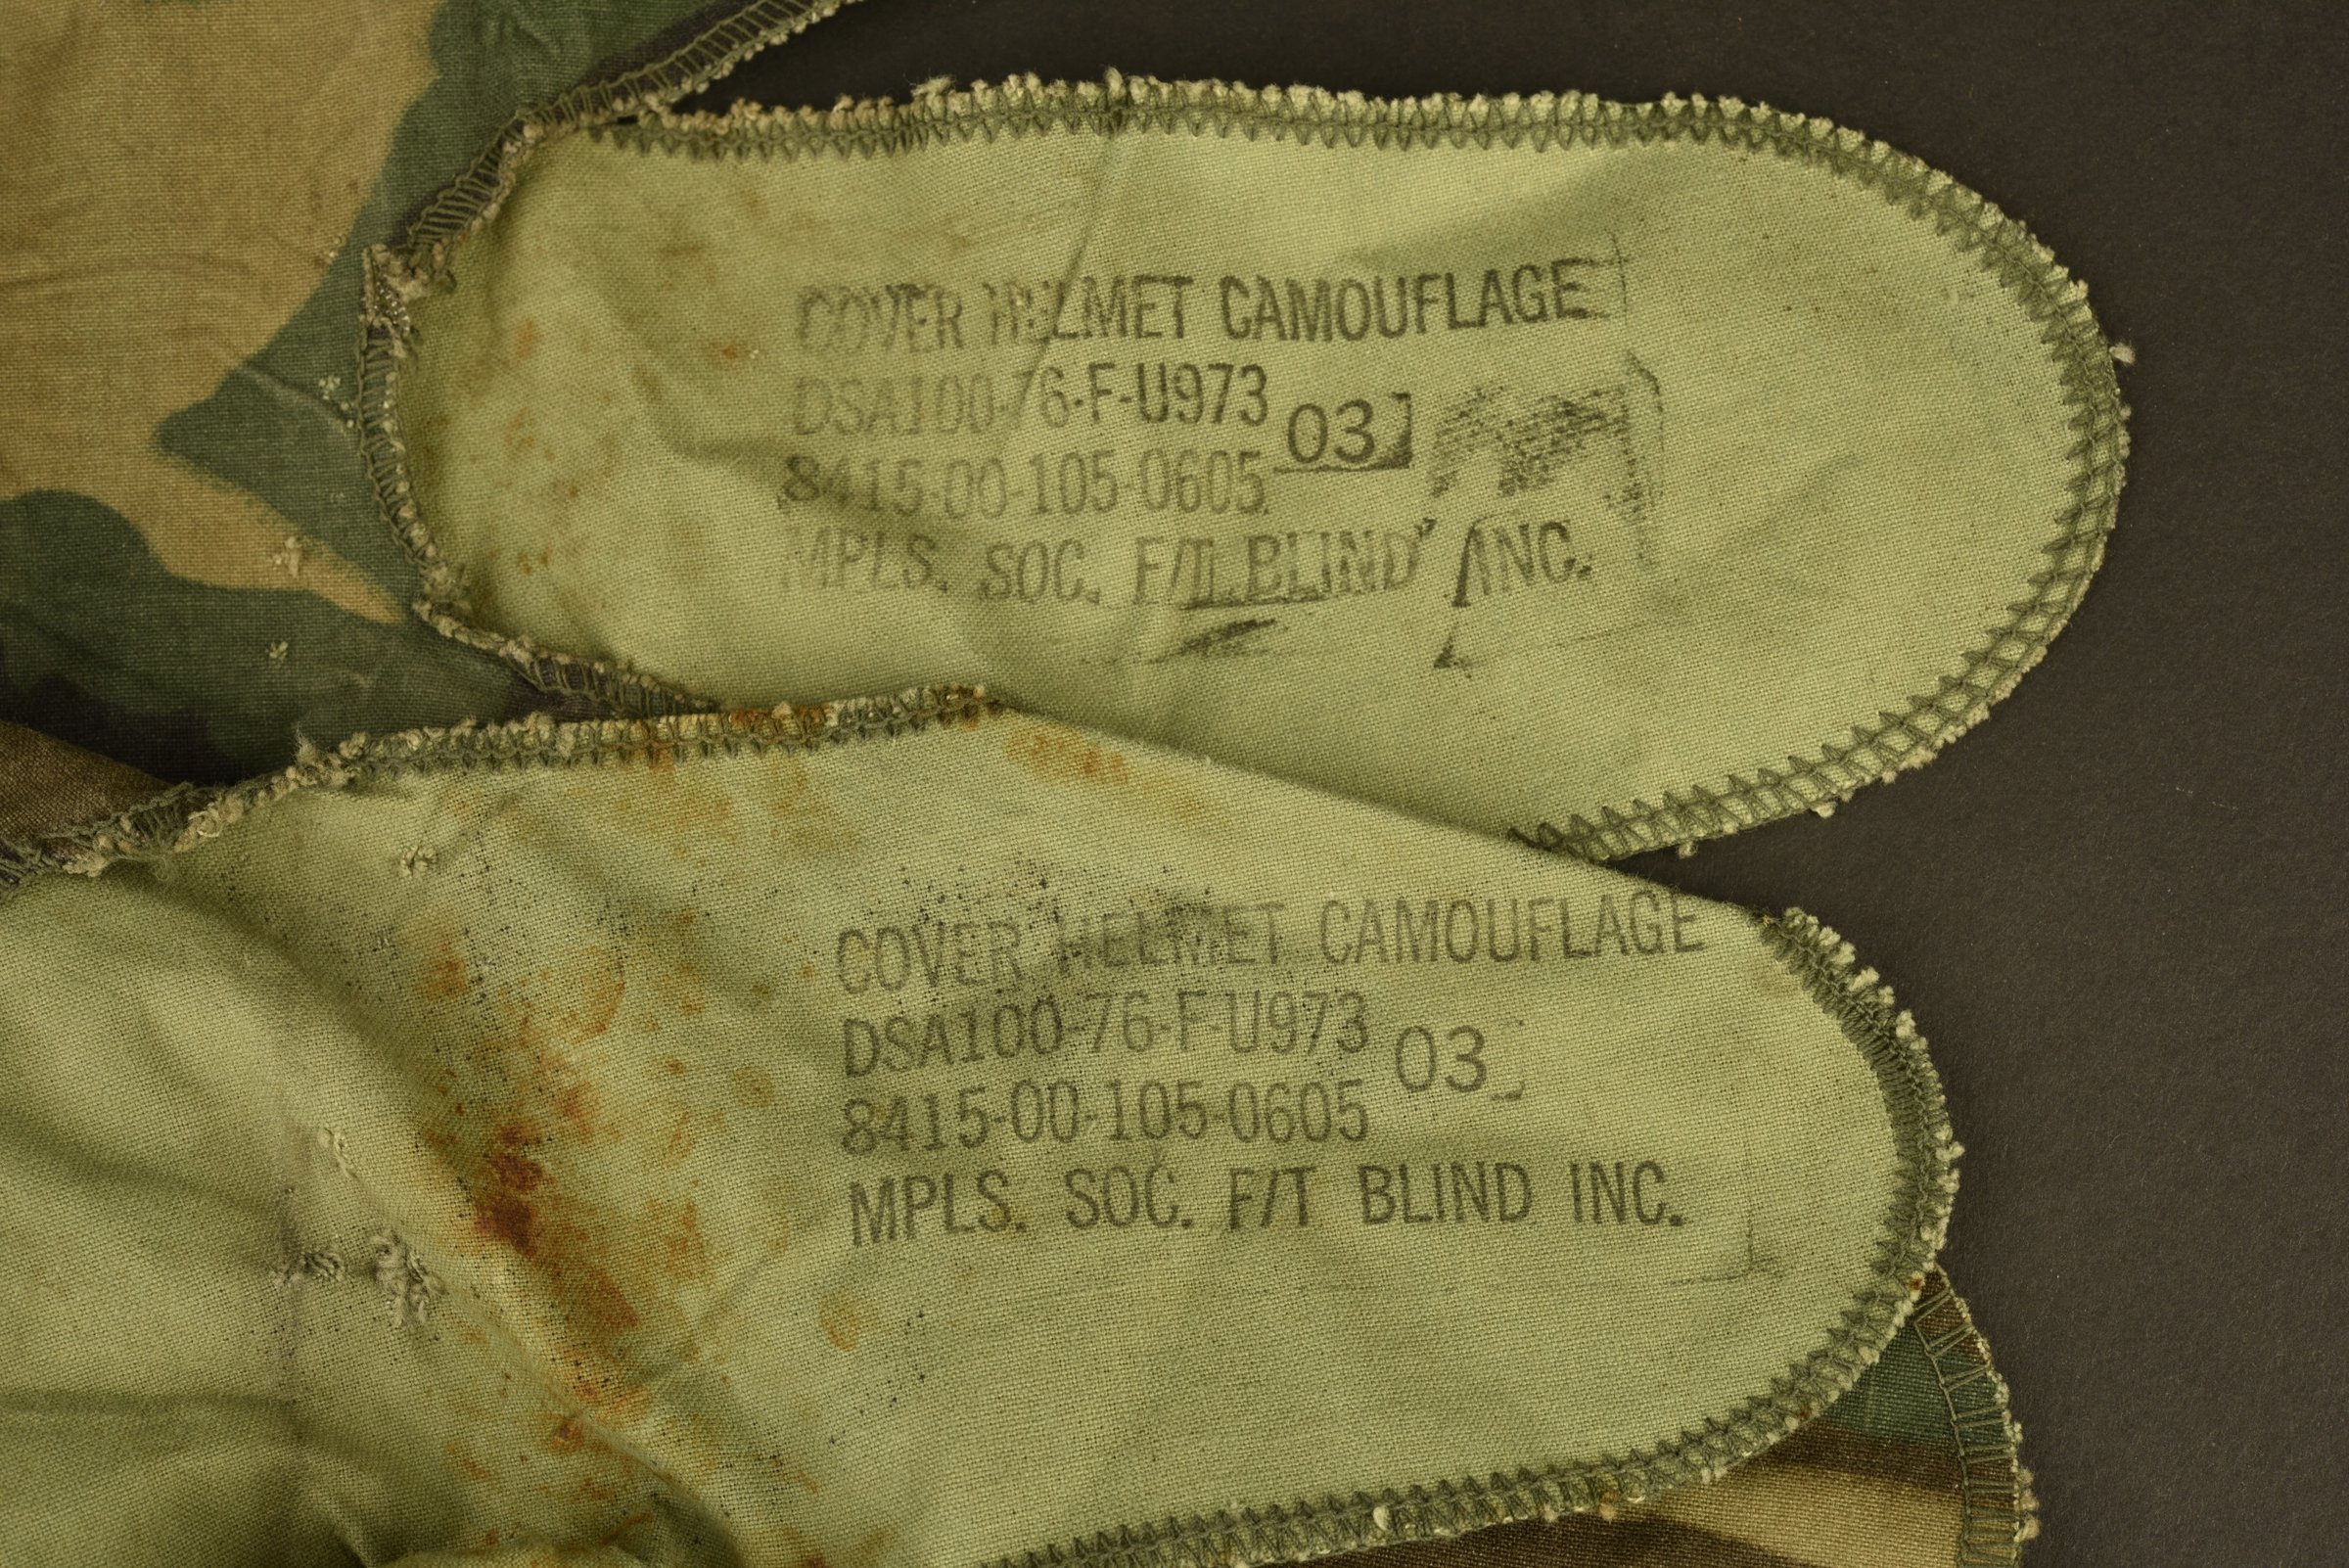 COVER HELMET CAMOUFLAGE
DSA100-76-F-U973
03
8415-00-105-0605
MPLS. SOC. F/T BLIND INC.
COVER HELMET CAMOUFLAGE
DSA100-76-F-U973
03
8415-00-105-0605
MPLS. SOC. F/T BLIND INC.